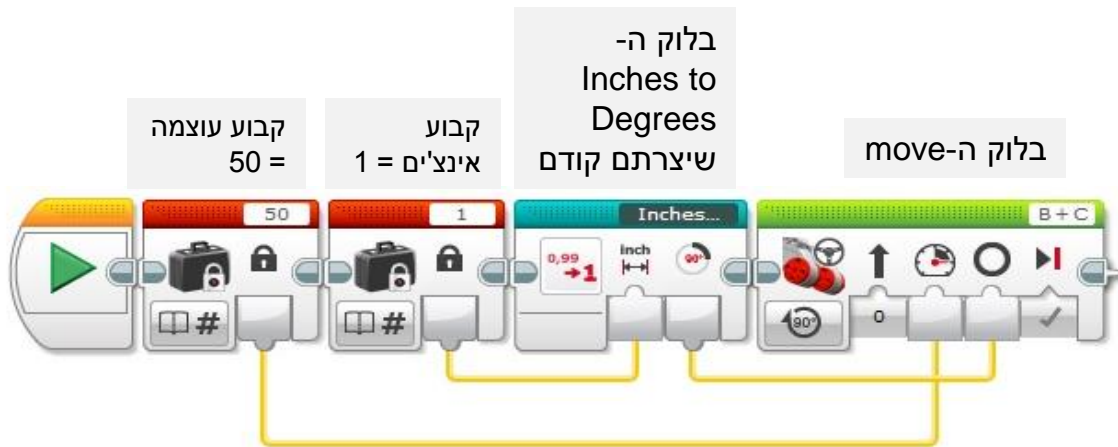 קבוע עוצמה
= 50
קבוע
אינצ'ים = 1
בלוק ה-
Inches to
Degrees
שיצרתם קודם
בלוק ה-move
50
1
Inches...
B + C
#
#
0,99
1
inch
90°
90°
0